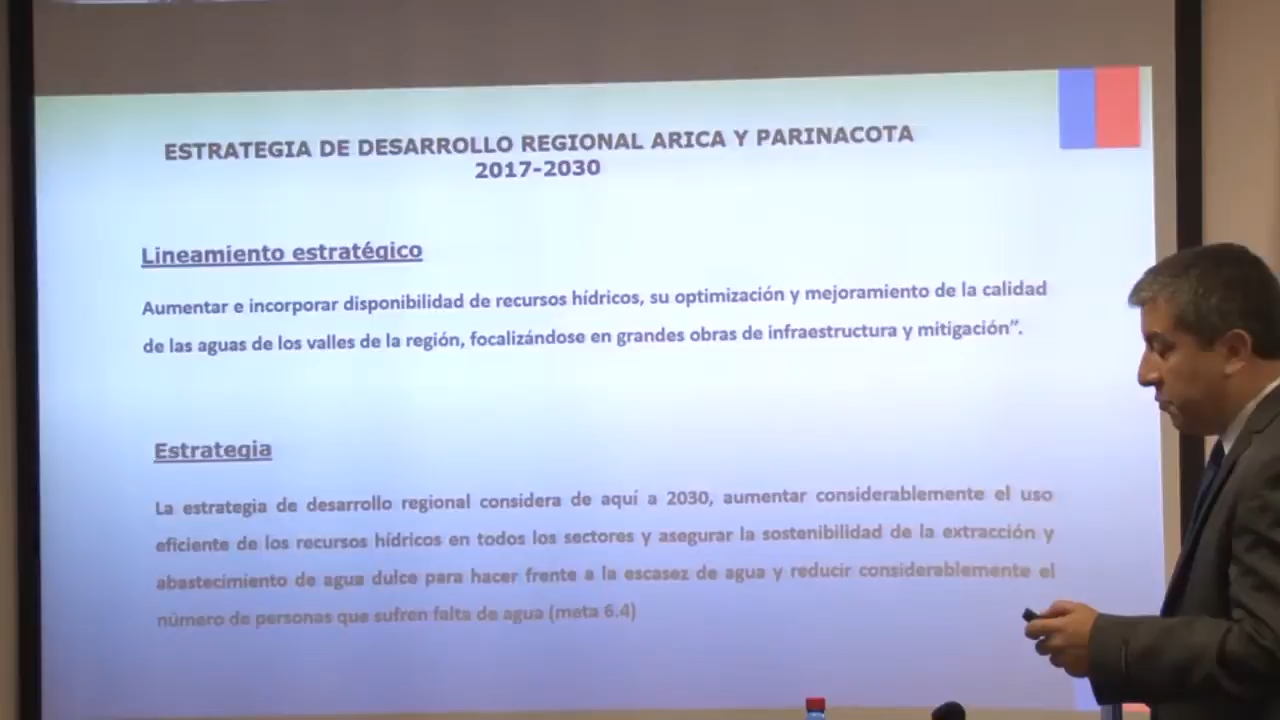 ESTRATEGIA DE DESARROLLO REGIONAL ARICA Y PARINACOTA
2017-2030
Lineamiento estratégico
Aumentar e incorporar disponibilidad de recursos hídricos, su optimización y mejoramiento de la calidad
de las aguas de los valles de la región, focalizándose en grandes obras de infraestructura y mitigación”.
Estrategia
La estrategia de desarrollo regional considera de aquí a 2030, aumentar considerablemente el uso
eficiente de los recursos hídricos en todos los sectores y asegurar la sostenibilidad de la extracción y
abastecimiento de agua dulce para hacer frente a la escasez de agua y reducir considerablemente el
número de personas que sufren falta de agua (meta 6.4)